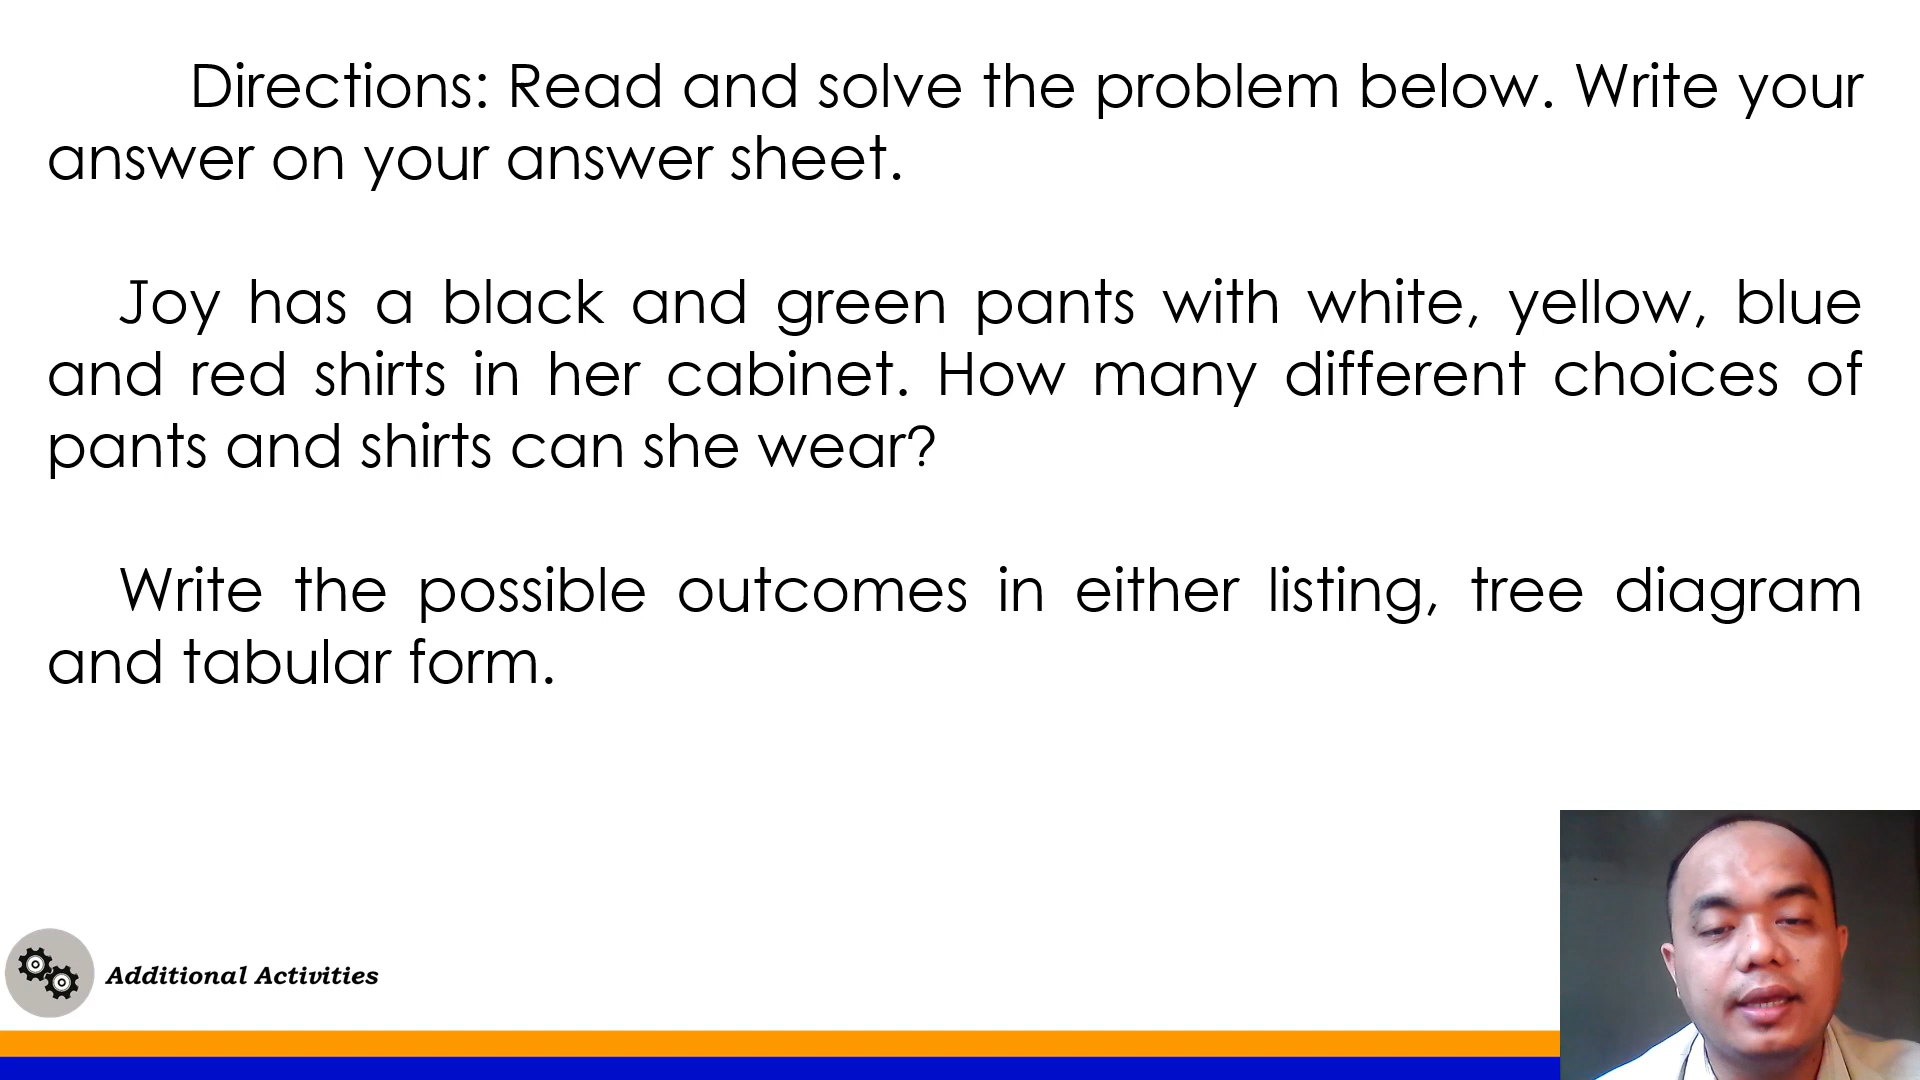 Directions: Read and solve the problem below. Write your
answer on your answer sheet.
Joy has a black and green pants with white, yellow, blue
and red shirts in her cabinet. How many different choices of
pants and shirts can she wear?
Write the possible outcomes in either listing, tree diagram
and tabular form.
Additional Activities